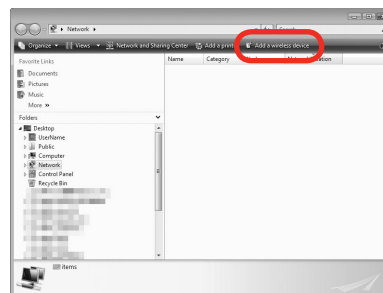 Network
Search
Organize
Views
Network and Sharing Center
Add a print
Add a wireless device
Favorite Links
Documents
Pictures
Music
More »
Name
Category
Folders
Desktop
UserName
Public
Computer
Network
Control Panel
Recycle Bin
items